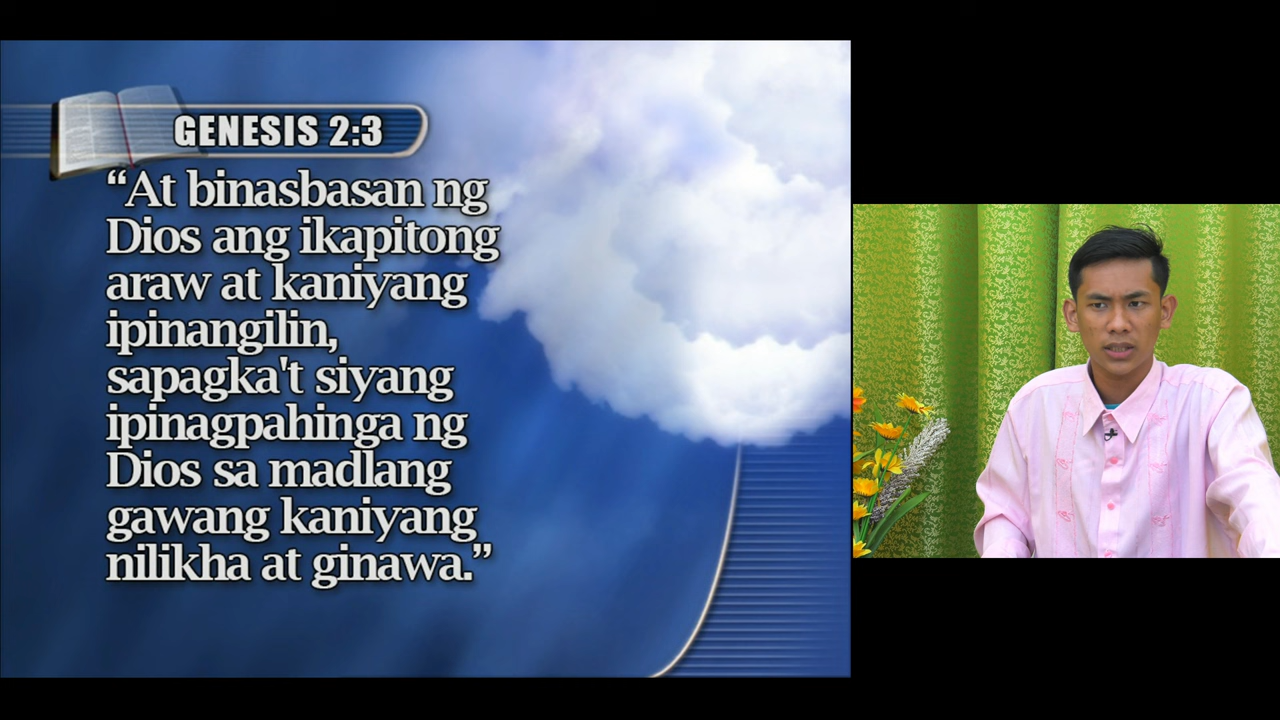 GENESIS 2:3
“At binasbasan ng
Dios ang ikapitong
araw at kaniyang
ipinangilin,
sapagka't siyang
ipinagpahinga ng
Dios sa madlang
gawang kaniyang
nilikha at ginawa.”